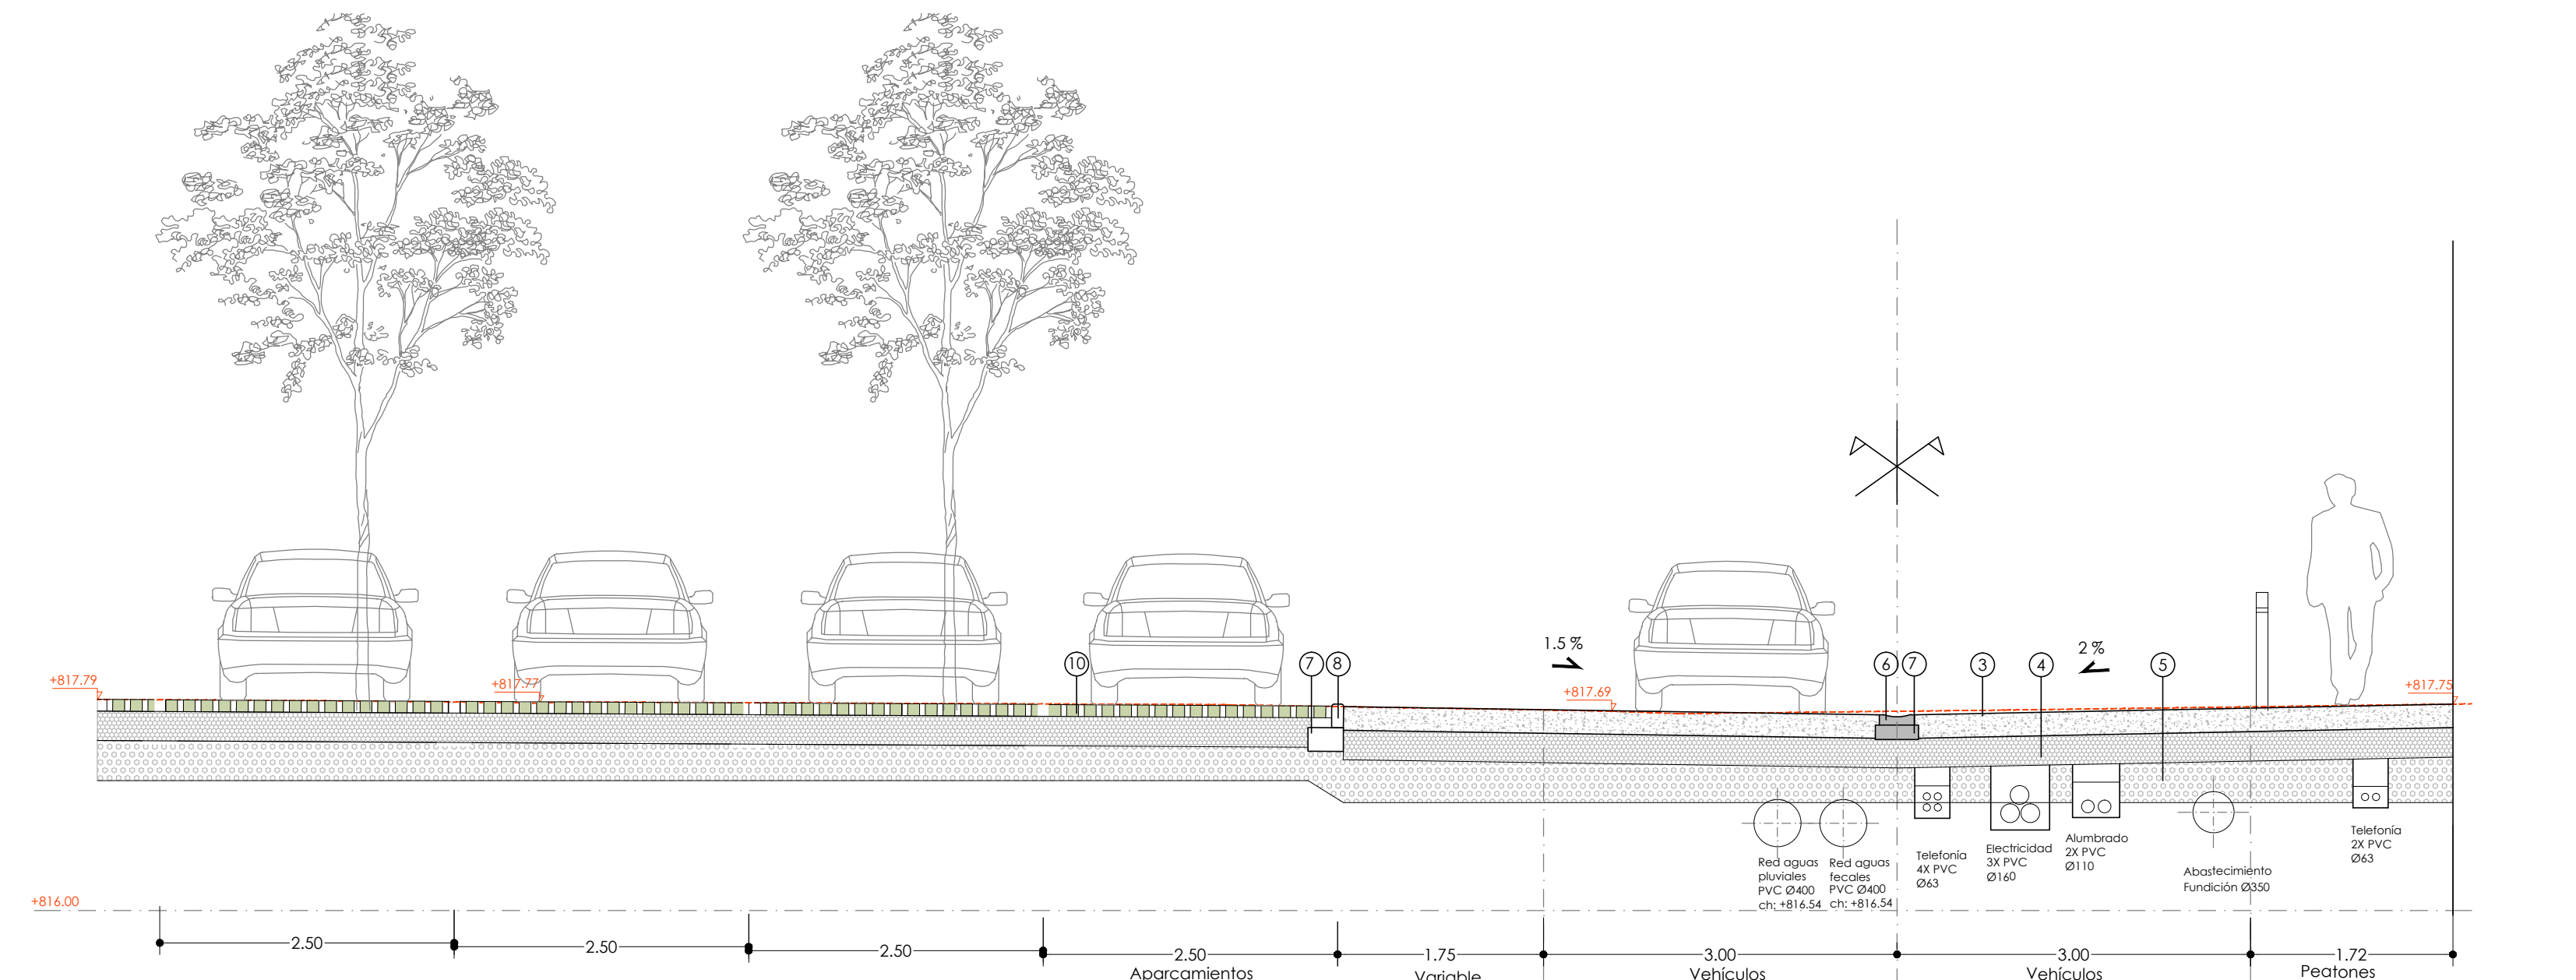 1.5 %
2 %
10
7
8
6
7
3
4
5
+817.79
+817.77
+817.69
+817.75
Red aguas
pluviales
PVC Ø400
ch: +816.54
Red aguas
fecales
PVC Ø400
ch: +816.54
Telefonía
4X PVC
Ø63
Electricidad
3X PVC
Ø160
Alumbrado
2X PVC
Ø110
Abastecimiento
Fundición Ø350
Telefonía
2X PVC
Ø63
+816.00
2.50
2.50
2.50
2.50
1.75
3.00
3.00
1.72
Aparcamientos
Variable
Vehículos
Vehículos
Peatones